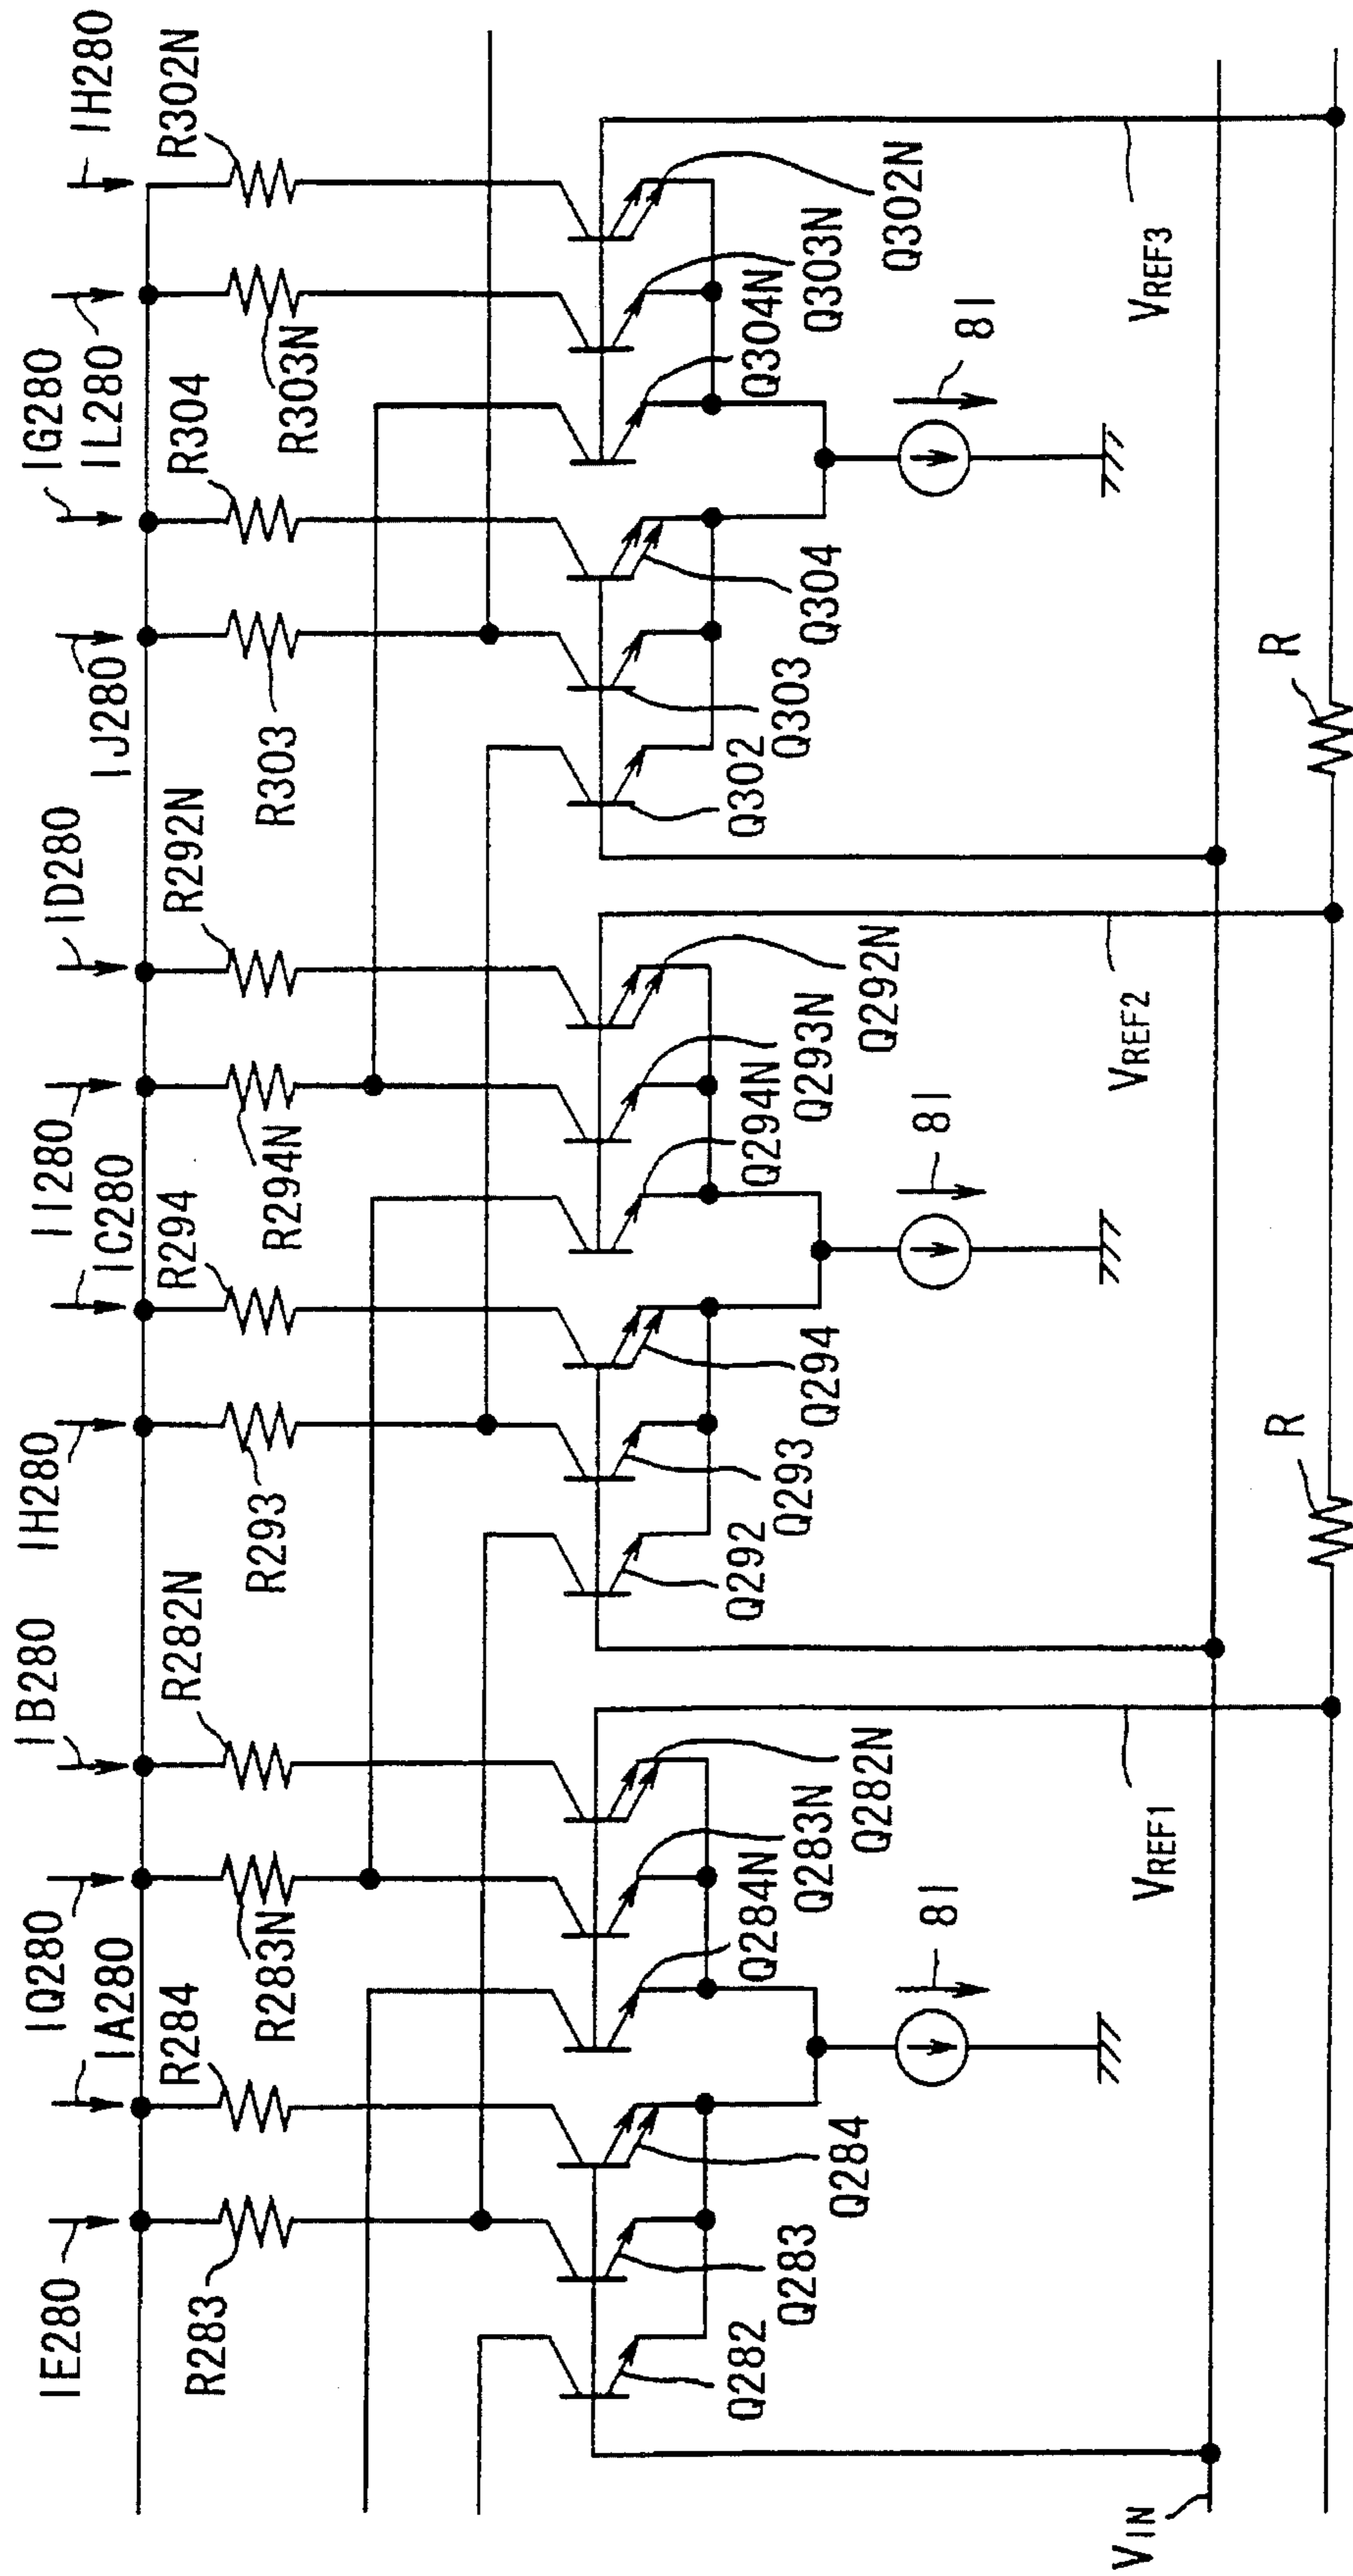 IE280
IQ280
IA280
IB280
IH280
II280
IC280
ID280
IJ280
IG280
IL280
IH280
R283
R284
R283N
R282N
R293
R294
R294N
R292N
R303
R304
R303N
R302N
Q282
Q283
Q284
Q284N
Q283N
Q282N
Q292
Q293
Q294
Q294N
Q293N
Q292N
Q302
Q303
Q304
Q304N
Q303N
Q302N
8I
8I
8I
VREF1
VREF2
VREF3
VIN
R
R